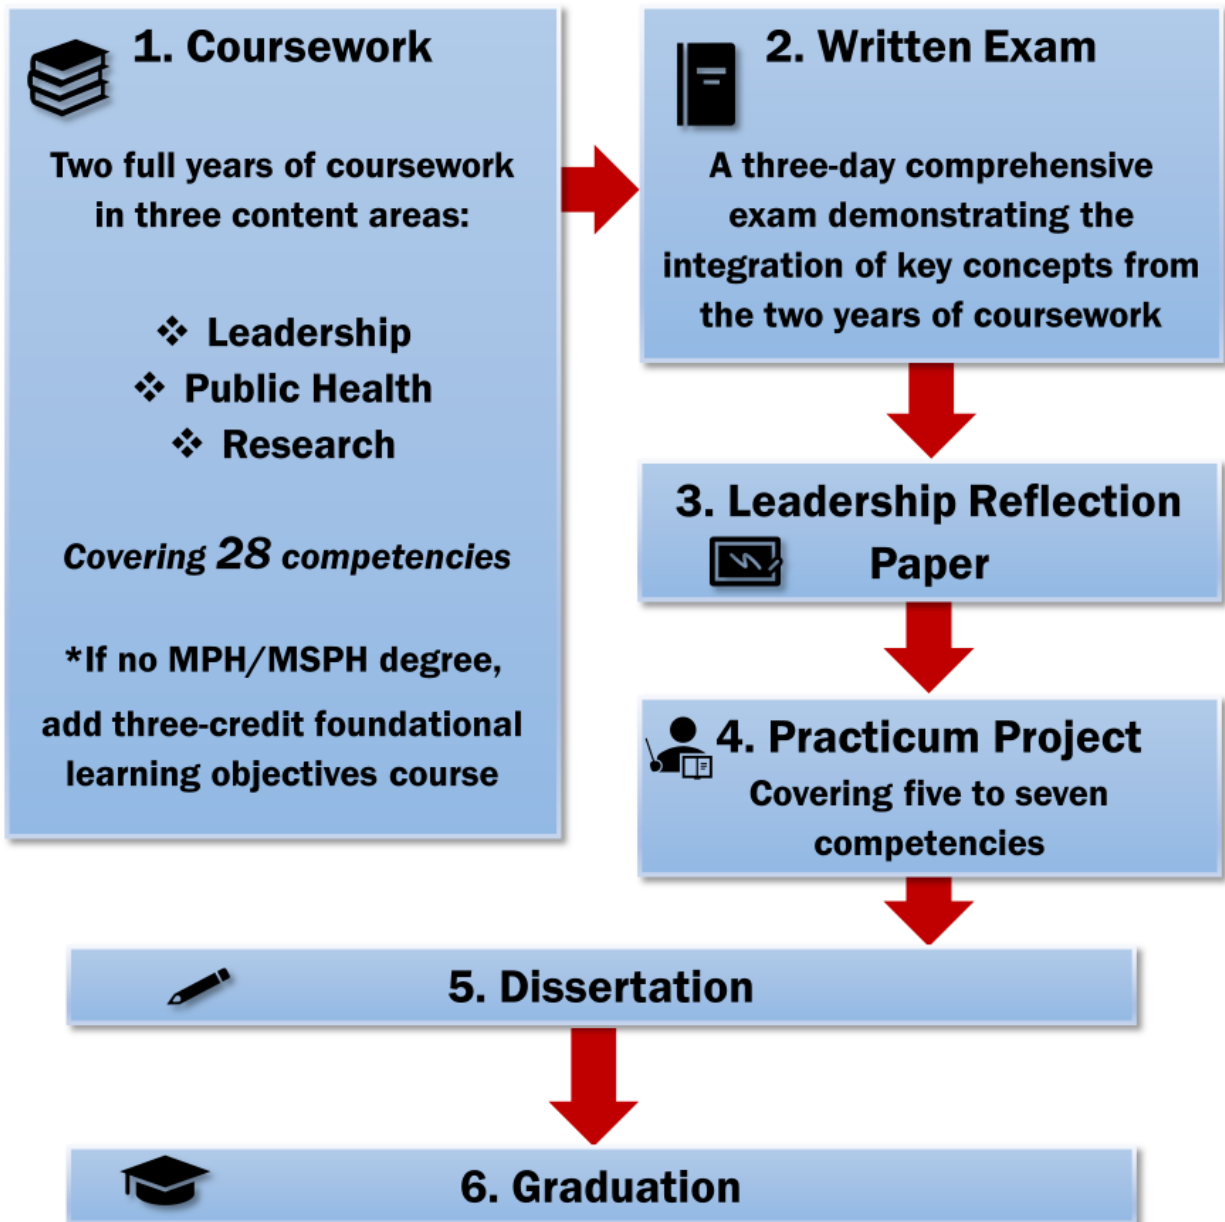 1. Coursework
Two full years of coursework
in three content areas:
❖ Leadership
❖ Public Health
❖ Research
Covering 28 competencies
*If no MPH/MSPH degree,
add three-credit foundational
learning objectives course
2. Written Exam
A three-day comprehensive
exam demonstrating the
integration of key concepts from
the two years of coursework
3. Leadership Reflection
Paper
4. Practicum Project
Covering five to seven
competencies
5. Dissertation
6. Graduation